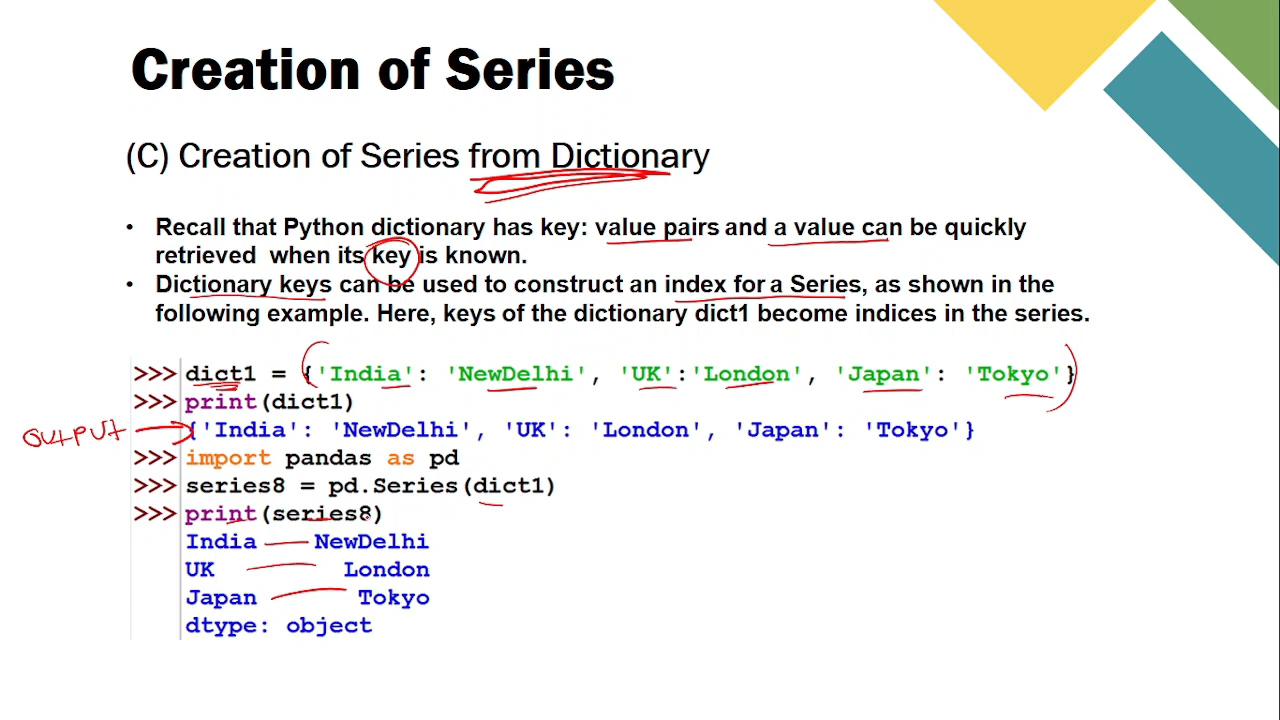 Creation of Series
(C) Creation of Series from Dictionary
• Recall that Python dictionary has key: value pairs and a value can be quickly
retrieved when its key is known.
• Dictionary keys can be used to construct an index for a Series, as shown in the
following example. Here, keys of the dictionary dict1 become indices in the series.
>>> dict1 = {'India': 'NewDelhi', 'UK':'London', 'Japan': 'Tokyo'}
>>> print(dict1)
OUTPUT {'India': 'NewDelhi', 'UK': 'London', 'Japan': 'Tokyo'}
>>> import pandas as pd
>>> series8 = pd.Series(dict1)
>>> print(series8)
India NewDelhi
UK London
Japan Tokyo
dtype: object